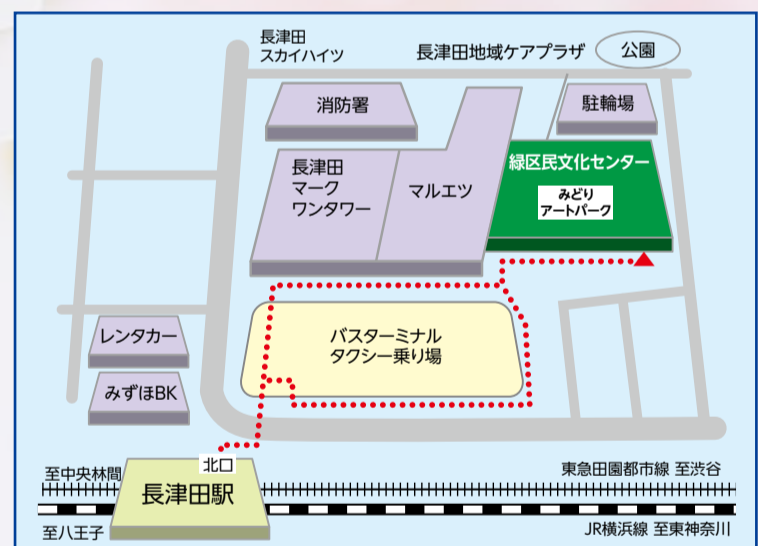 長津田
スカイハイツ
長津田地域ケアプラザ
公園
消防署
駐輪場
長津田
マーク
ワンタワー
マルエツ
緑区民文化センター
みどり
アートパーク
レンタカー
みずほBK
バスターミナル
タクシー乗り場
北口
長津田駅
至中央林間
東急田園都市線 至渋谷
至八王子
JR横浜線 至東神奈川